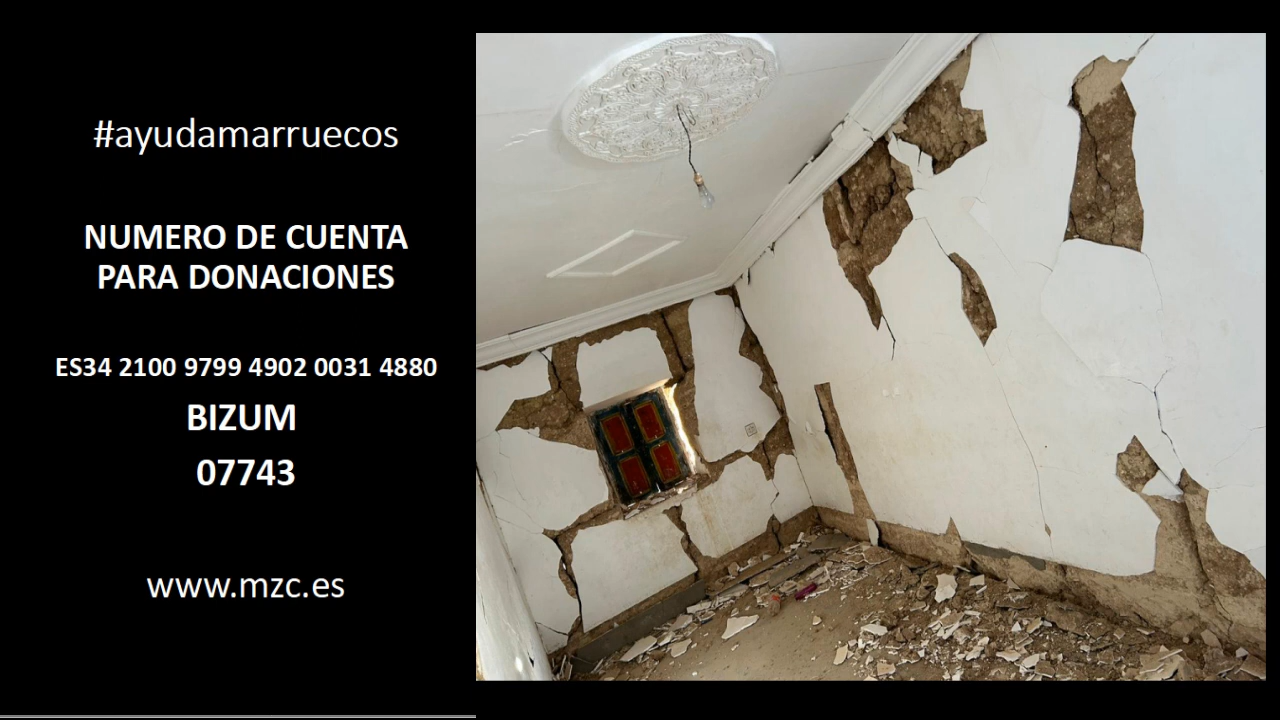 #ayudamarruecos
NUMERO DE CUENTA
PARA DONACIONES
ES34 2100 9799 4902 0031 4880
BIZUM
07743
www.mzc.es